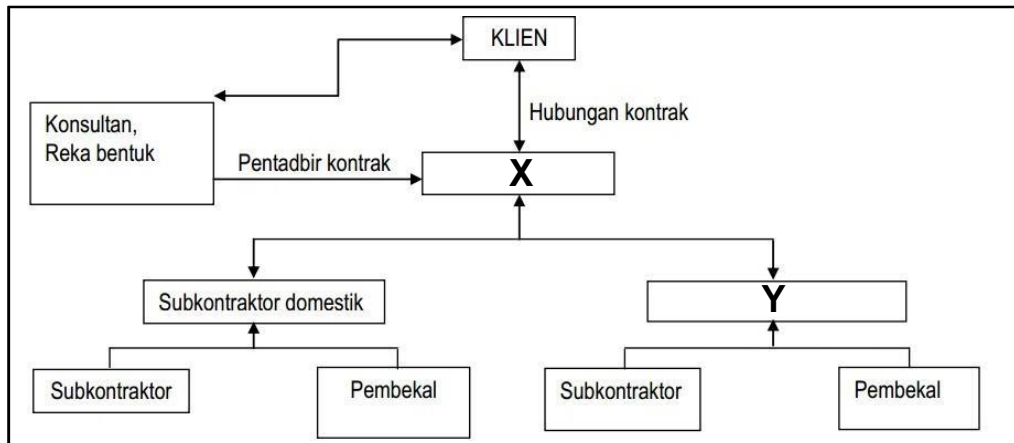 KLIEN
Hubungan kontrak
Konsultan,
Reka bentuk
Pentadbir kontrak
X
Subkontraktor domestik
Y
Subkontraktor
Pembekal
Subkontraktor
Pembekal